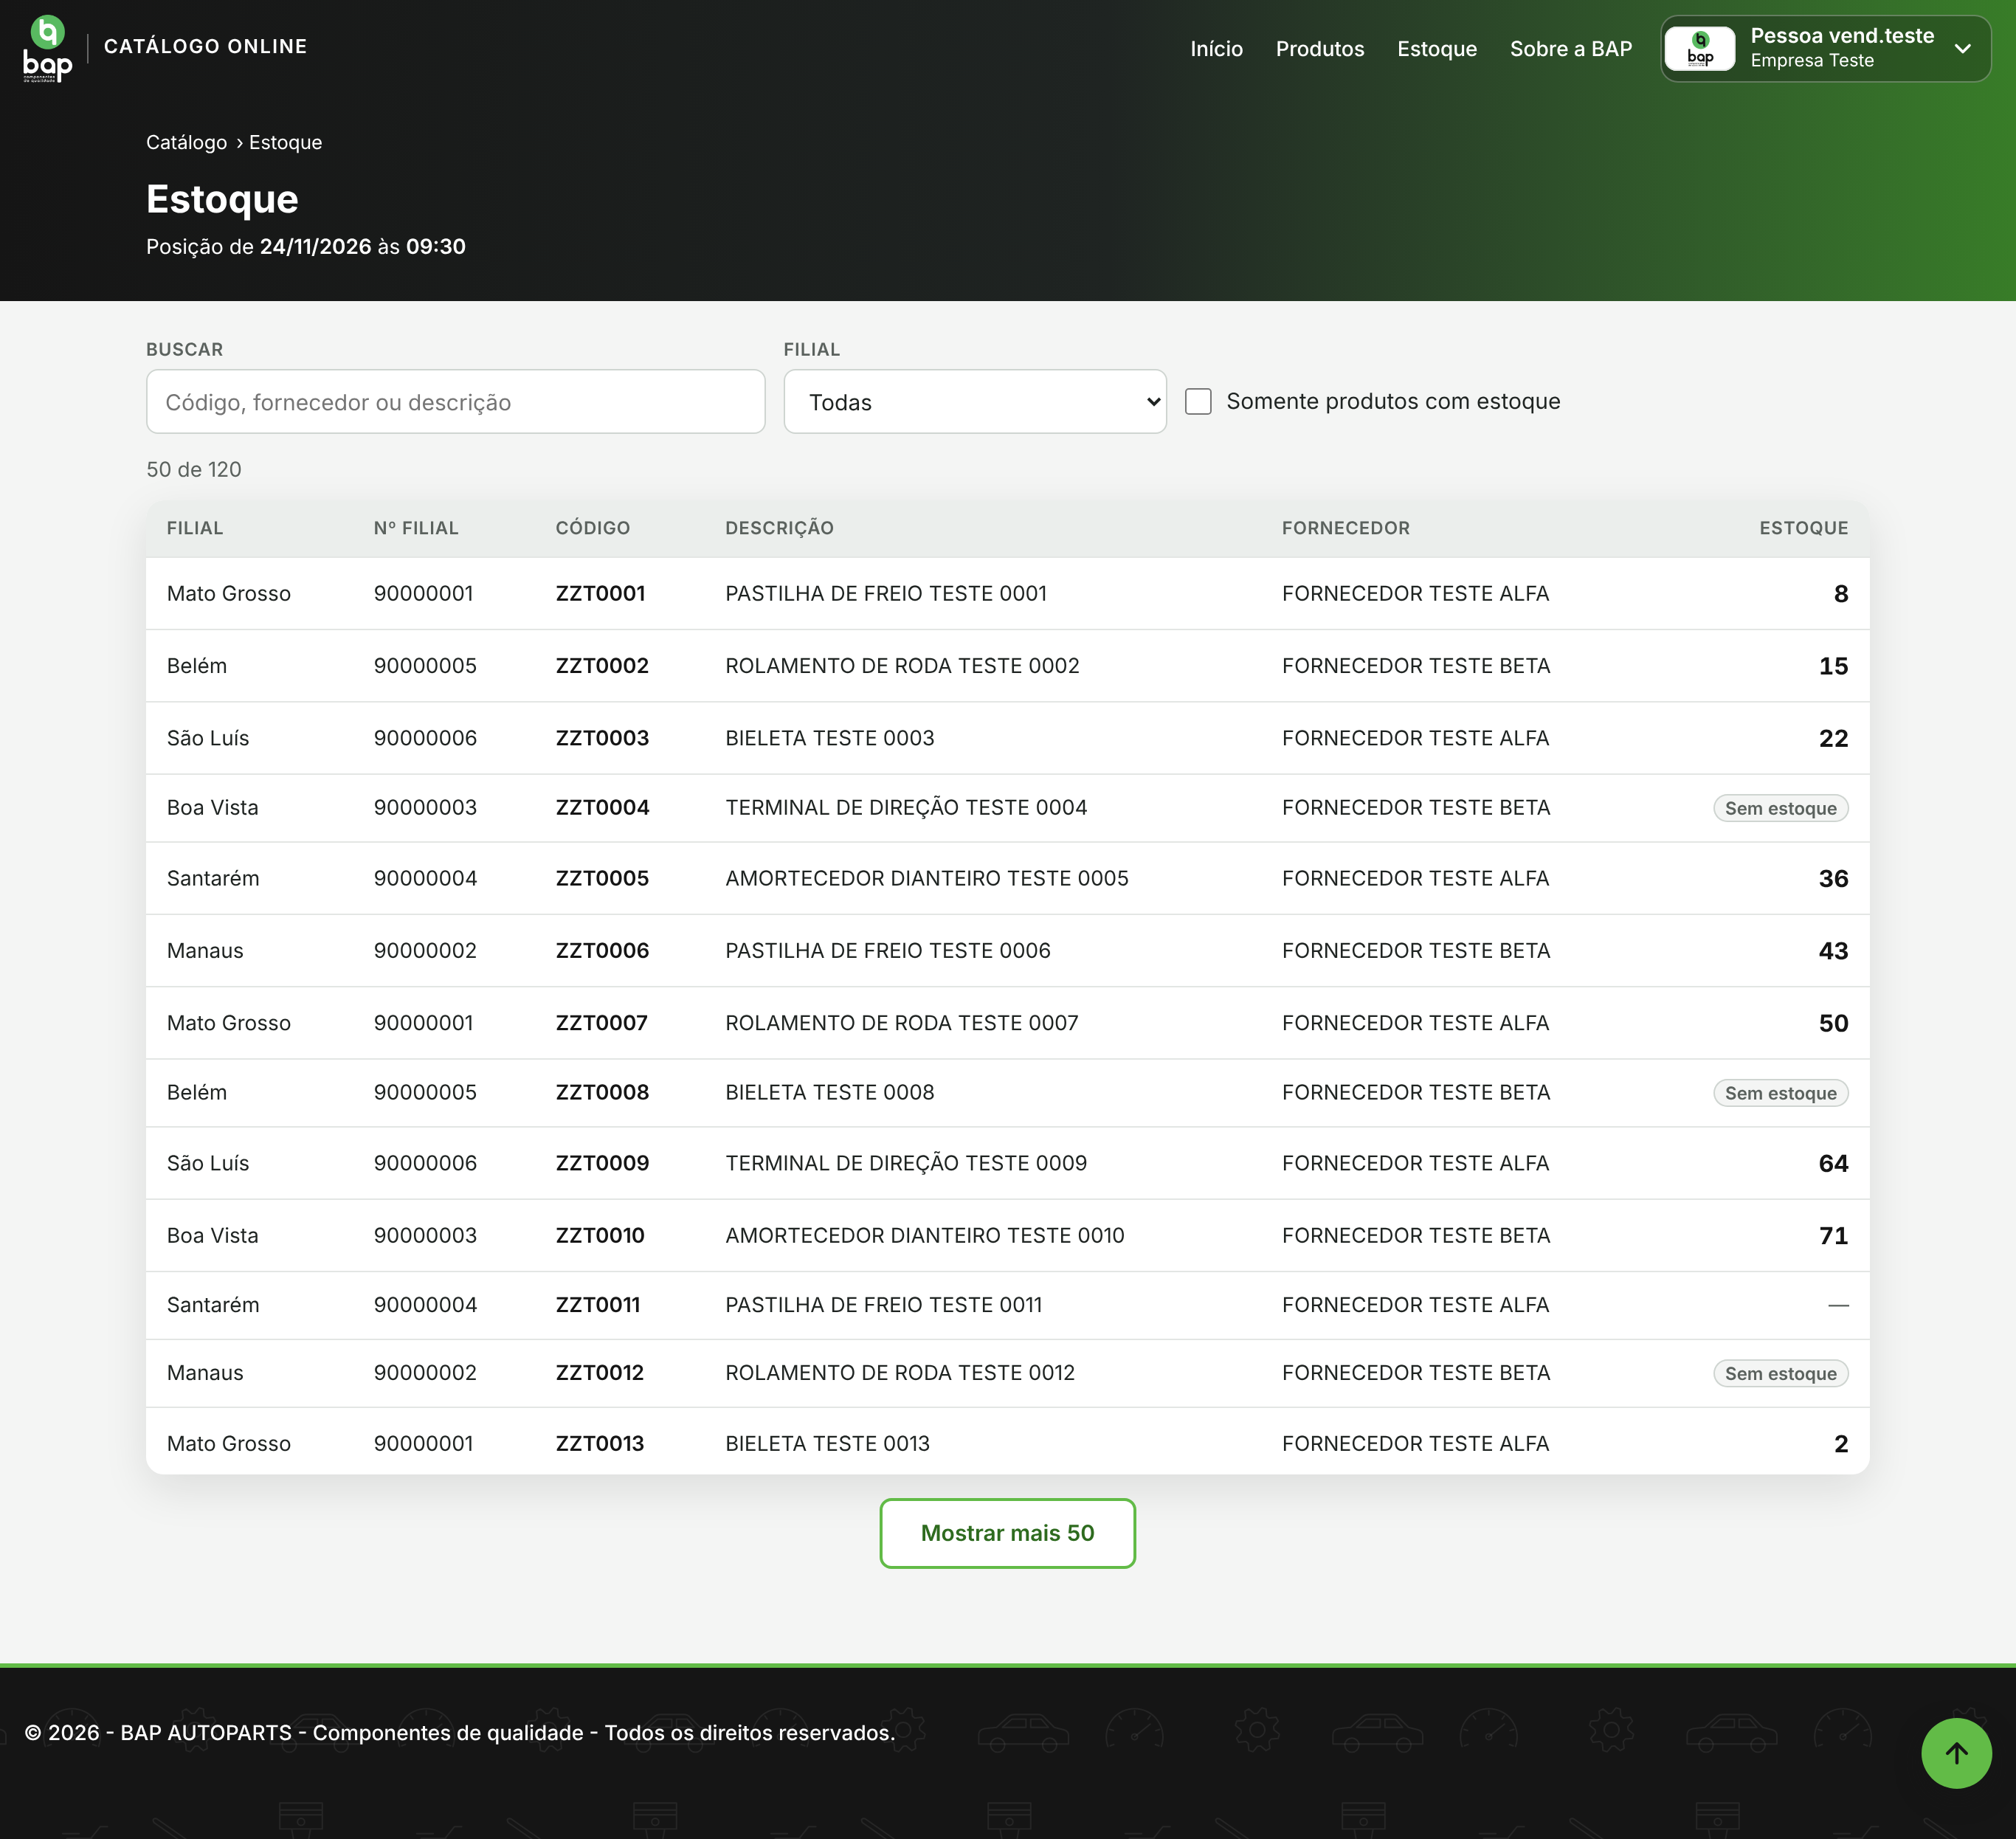 bap
componentes
de qualidade
CATÁLOGO ONLINE
Início
Produtos
Estoque
Sobre a BAP
bap
Pessoa vend.teste
Empresa Teste
Catálogo › Estoque
Estoque
Posição de 24/11/2026 às 09:30
BUSCAR
FILIAL
Código, fornecedor ou descrição
Todas
Somente produtos com estoque
50 de 120
FILIAL Nº FILIAL CÓDIGO DESCRIÇÃO FORNECEDOR ESTOQUE
Mato Grosso 90000001 ZZT0001 PASTILHA DE FREIO TESTE 0001 FORNECEDOR TESTE ALFA 8
Belém 90000005 ZZT0002 ROLAMENTO DE RODA TESTE 0002 FORNECEDOR TESTE BETA 15
São Luís 90000006 ZZT0003 BIELETA TESTE 0003 FORNECEDOR TESTE ALFA 22
Boa Vista 90000003 ZZT0004 TERMINAL DE DIREÇÃO TESTE 0004 FORNECEDOR TESTE BETA Sem estoque
Santarém 90000004 ZZT0005 AMORTECEDOR DIANTEIRO TESTE 0005 FORNECEDOR TESTE ALFA 36
Manaus 90000002 ZZT0006 PASTILHA DE FREIO TESTE 0006 FORNECEDOR TESTE BETA 43
Mato Grosso 90000001 ZZT0007 ROLAMENTO DE RODA TESTE 0007 FORNECEDOR TESTE ALFA 50
Belém 90000005 ZZT0008 BIELETA TESTE 0008 FORNECEDOR TESTE BETA Sem estoque
São Luís 90000006 ZZT0009 TERMINAL DE DIREÇÃO TESTE 0009 FORNECEDOR TESTE ALFA 64
Boa Vista 90000003 ZZT0010 AMORTECEDOR DIANTEIRO TESTE 0010 FORNECEDOR TESTE BETA 71
Santarém 90000004 ZZT0011 PASTILHA DE FREIO TESTE 0011 FORNECEDOR TESTE ALFA —
Manaus 90000002 ZZT0012 ROLAMENTO DE RODA TESTE 0012 FORNECEDOR TESTE BETA Sem estoque
Mato Grosso 90000001 ZZT0013 BIELETA TESTE 0013 FORNECEDOR TESTE ALFA 2
Mostrar mais 50
© 2026 - BAP AUTOPARTS - Componentes de qualidade - Todos os direitos reservados.